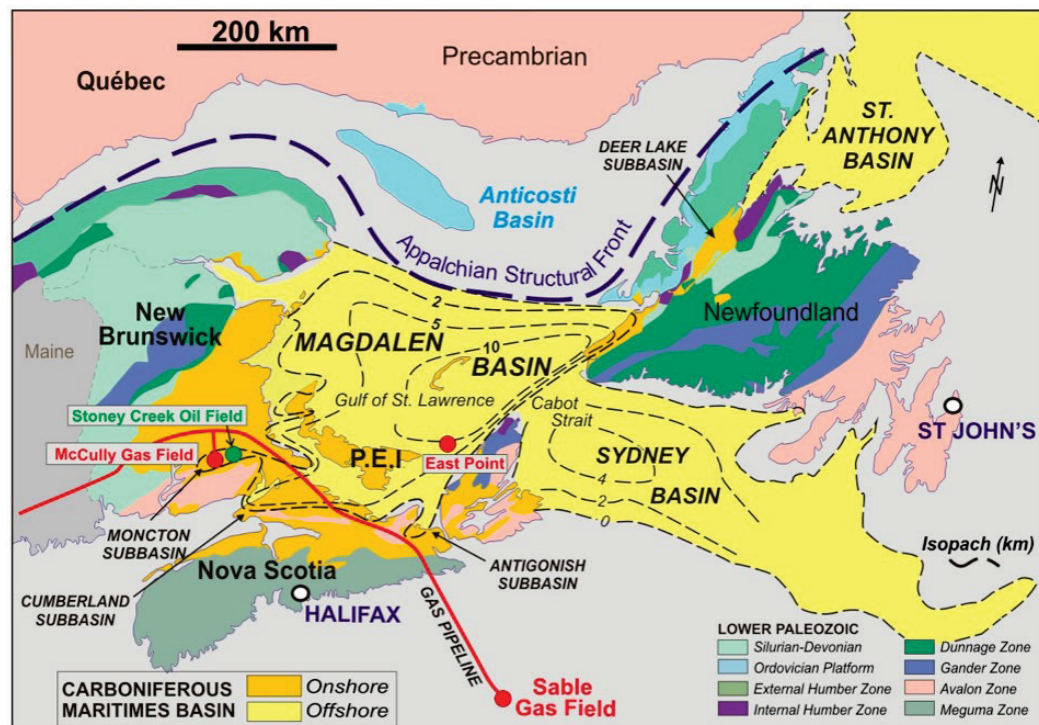 200 km
Precambrian
Québec
ST.
ANTHONY
BASIN
DEER LAKE
SUBBASIN
N
Anticosti
Basin
Appalchian Structural Front
New
Brunswick
Newfoundland
Maine
2
5
10
MAGDALEN
BASIN
Gulf of St. Lawrence
Cabot
Strait
Stoney Creek Oil Field
McCully Gas Field
P.E.I
East Point
ST JOHN'S
SYDNEY
BASIN
4
2
0
MONCTON
SUBBASIN
Isopach (km)
Nova Scotia
ANTIGONISH
SUBBASIN
CUMBERLAND
SUBBASIN
HALIFAX
GAS PIPELINE
Sable
Gas Field
CARBONIFEROUS
MARITIMES BASIN
Onshore
Offshore
LOWER PALEOZOIC
Silurian-Devonian
Ordovician Platform
External Humber Zone
Internal Humber Zone
Dunnage Zone
Gander Zone
Avalon Zone
Meguma Zone